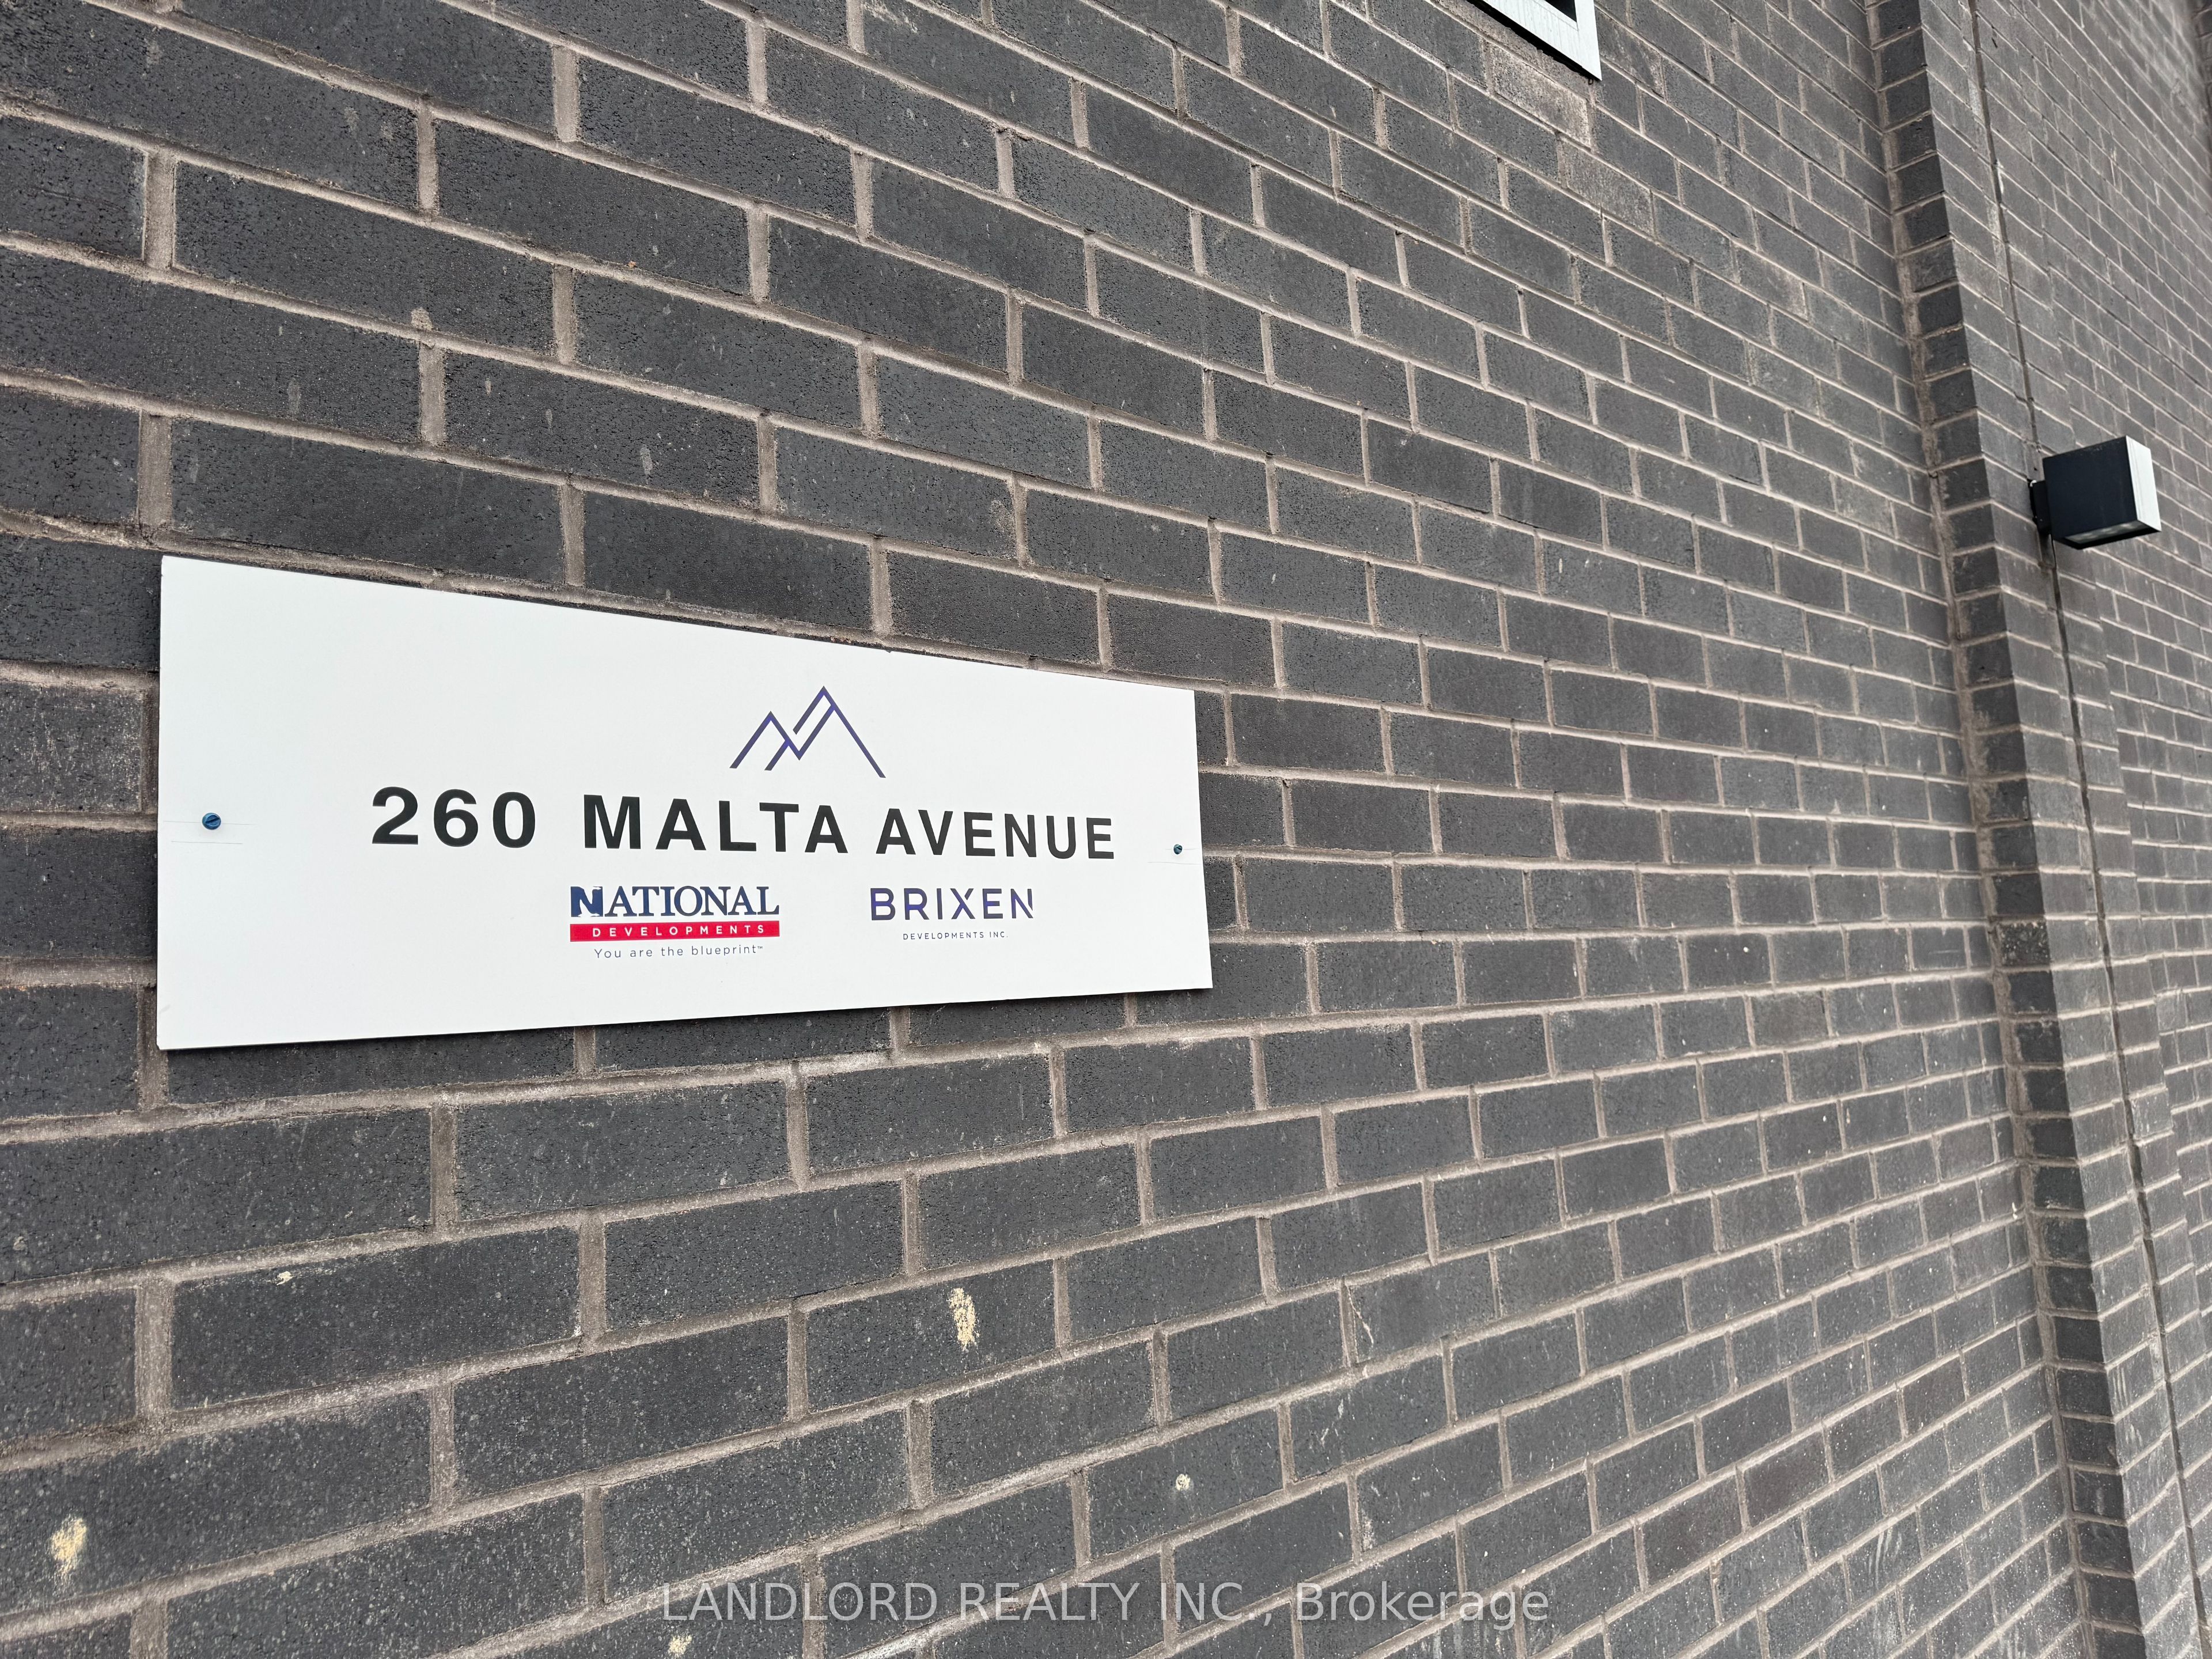 260 MALTA AVENUE
NATIONAL
DEVELOPMENTS
You are the blueprint™
BRIXEN
DEVELOPMENTS INC.
LANDLORD REALTY INC., Brokerage